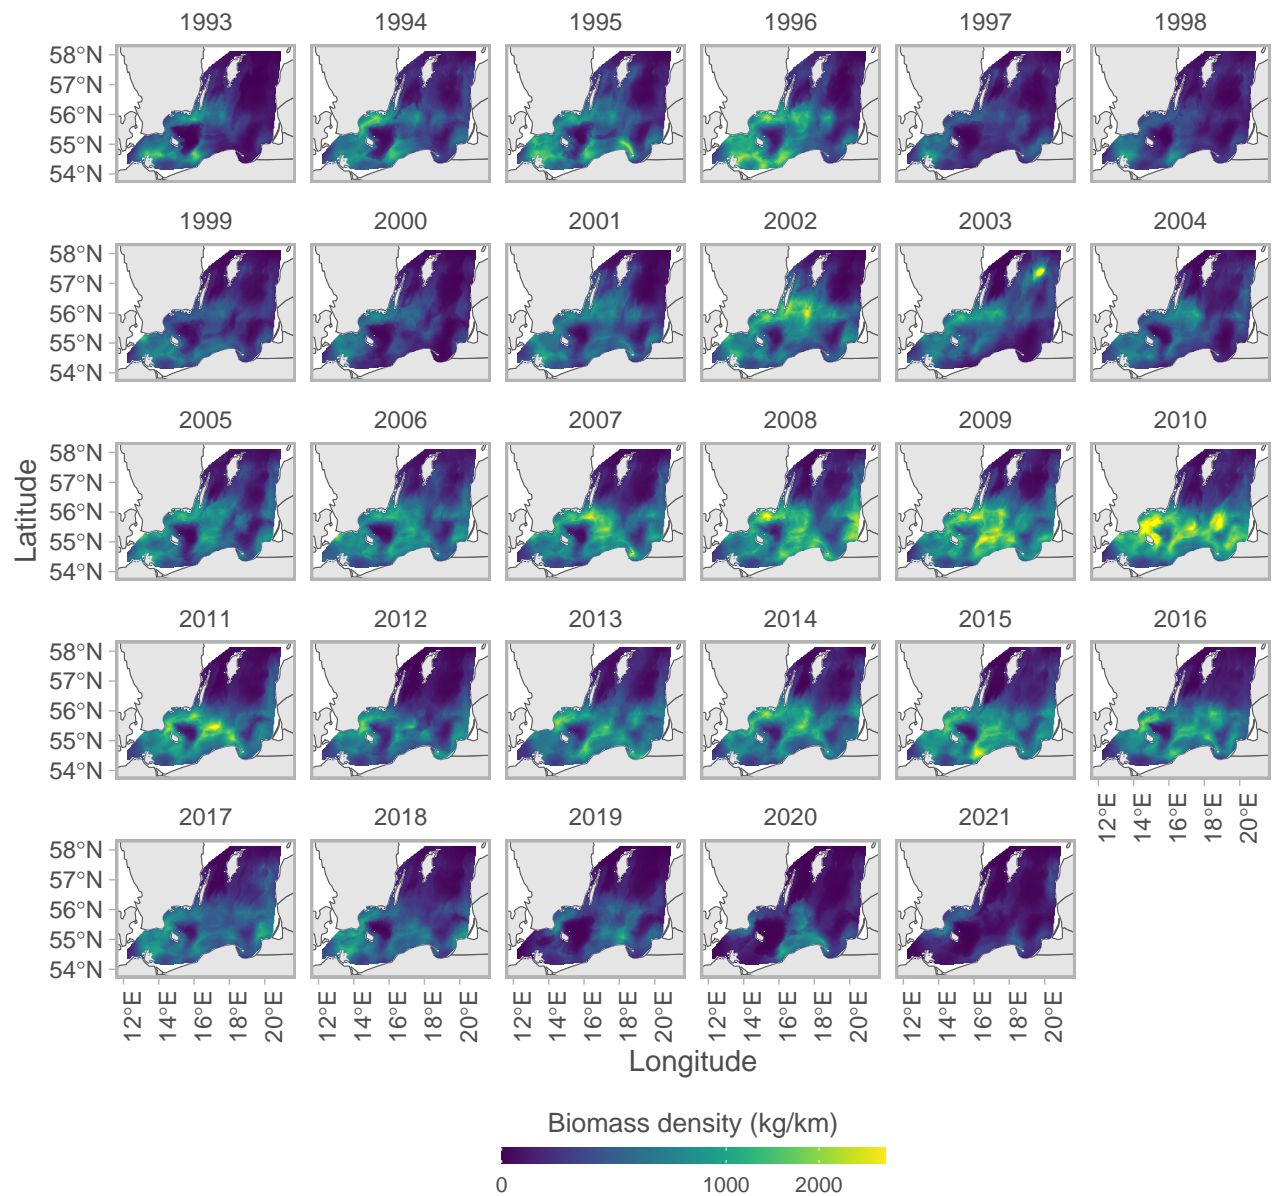 1993 1994 1995 1996 1997 1998
58°N
57°N
56°N
55°N
54°N
1999 2000 2001 2002 2003 2004
58°N
57°N
56°N
55°N
54°N
2005 2006 2007 2008 2009 2010
58°N
57°N
56°N
55°N
54°N
Latitude
2011 2012 2013 2014 2015 2016
58°N
57°N
56°N
55°N
54°N
12°E 14°E 16°E 18°E 20°E
2017 2018 2019 2020 2021
58°N
57°N
56°N
55°N
54°N
12°E 14°E 16°E 18°E 20°E 12°E 14°E 16°E 18°E 20°E 12°E 14°E 16°E 18°E 20°E 12°E 14°E 16°E 18°E 20°E 12°E 14°E 16°E 18°E 20°E
Longitude
Biomass density (kg/km)
0 1000 2000